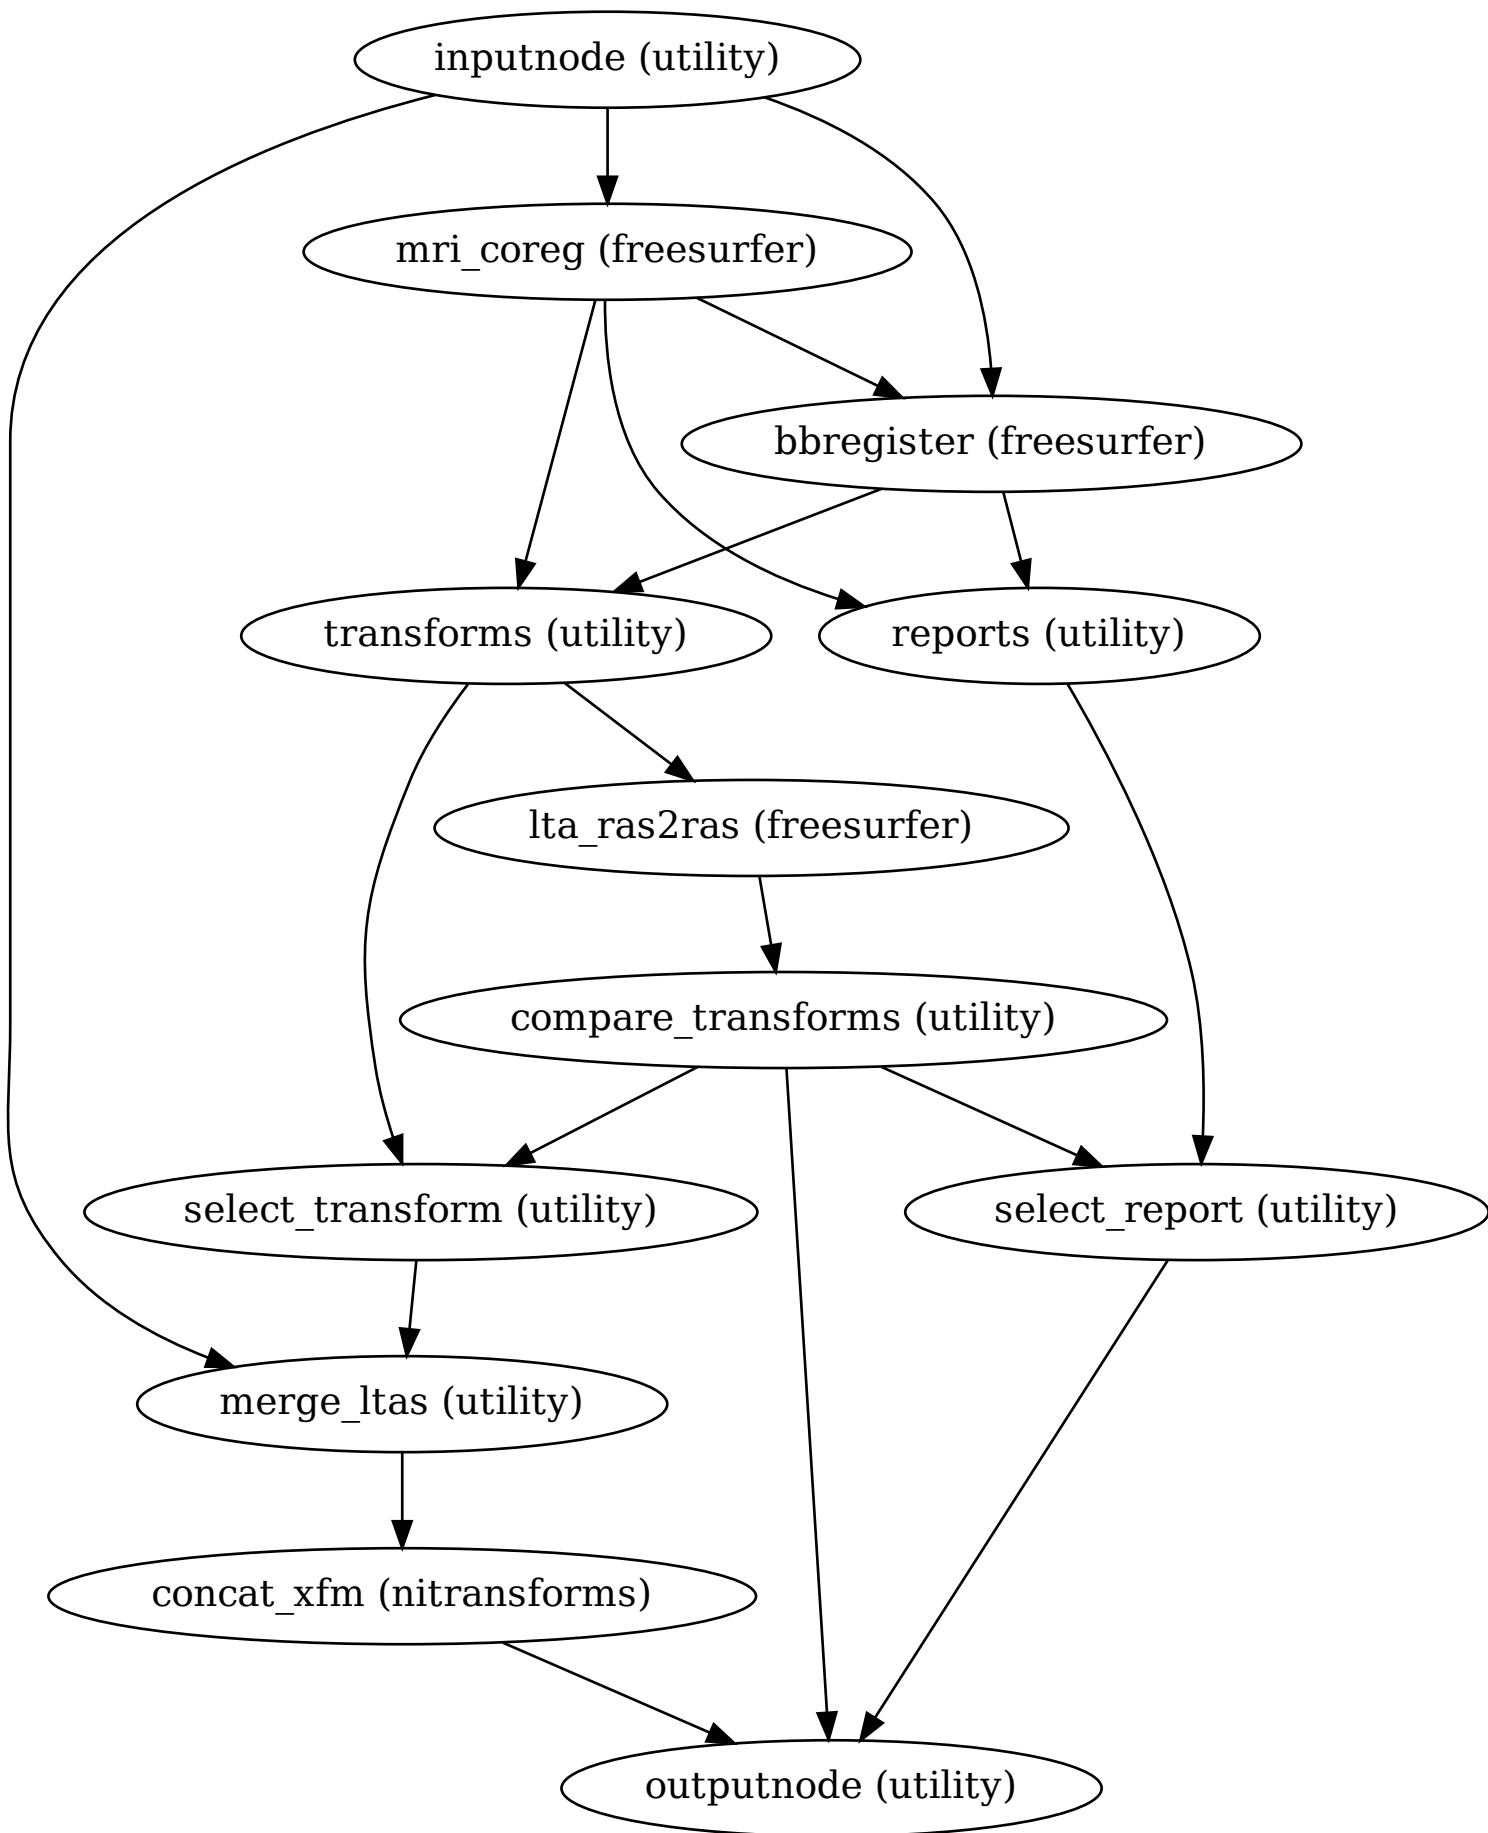 inputnode (utility)
mri_coreg (freesurfer)
bbregister (freesurfer)
transforms (utility)
reports (utility)
lta_ras2ras (freesurfer)
compare_transforms (utility)
select_transform (utility)
select_report (utility)
merge_ltas (utility)
concat_xfm (nitransforms)
outputnode (utility)